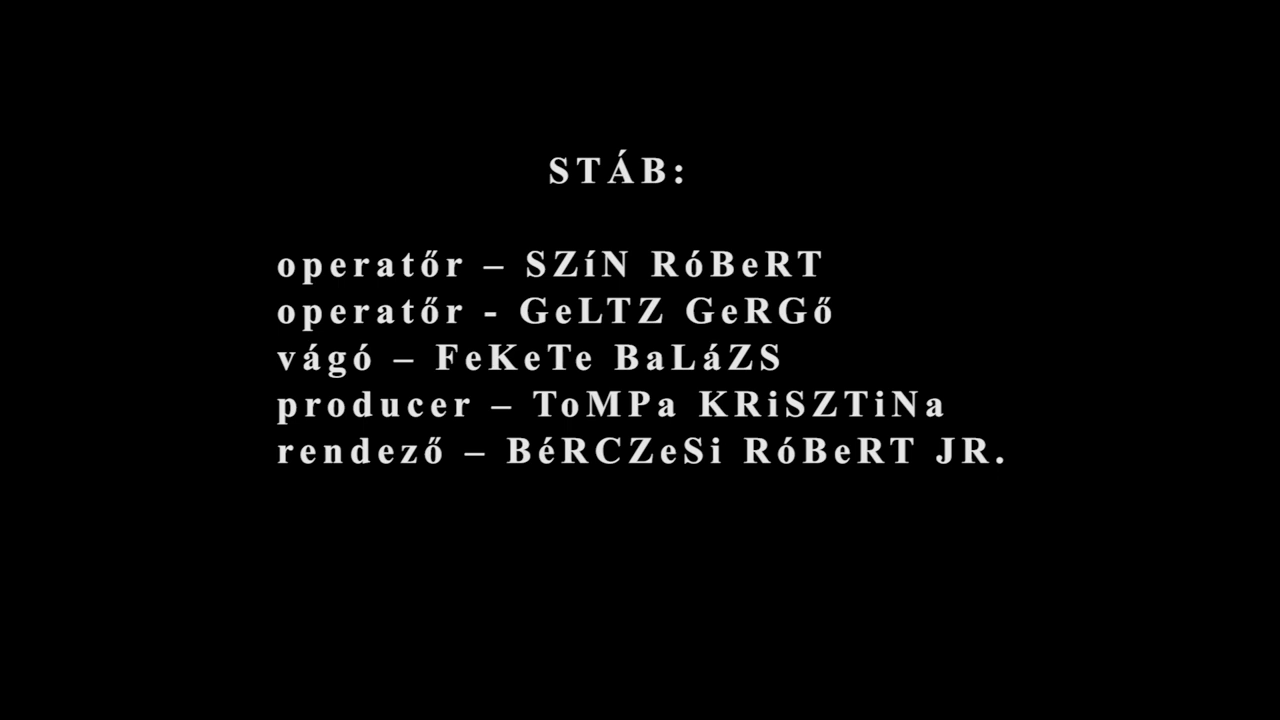 STÁB:
operatőr – SZíN RóBeRT
operatőr - GeLTZ GeRGő
vágó – FeKeTe BaLáZS
producer – ToMPa KRiSZTiNa
rendező – BéRCZeSi RóBeRT JR.